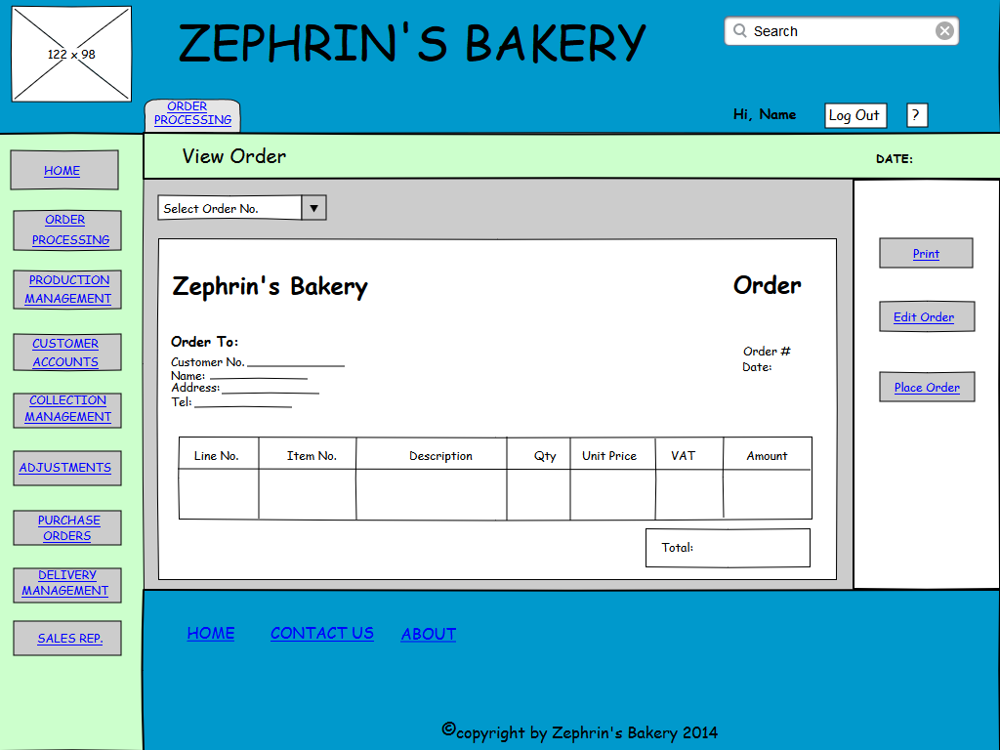 122 x 98
ZEPHRIN'S BAKERY
Search
ORDER
PROCESSING
Hi, Name
Log Out
?
View Order
DATE:
HOME
ORDER
PROCESSING
PRODUCTION
MANAGEMENT
CUSTOMER
ACCOUNTS
COLLECTION
MANAGEMENT
ADJUSTMENTS
PURCHASE
ORDERS
DELIVERY
MANAGEMENT
SALES REP.
Select Order No.
Zephrin's Bakery
Order
Order To:
Customer No.
Name:
Address:
Tel:
Order #
Date:
Line No. Item No. Description Qty Unit Price VAT Amount
Total:
Print
Edit Order
Place Order
HOME CONTACT US ABOUT
©copyright by Zephrin's Bakery 2014